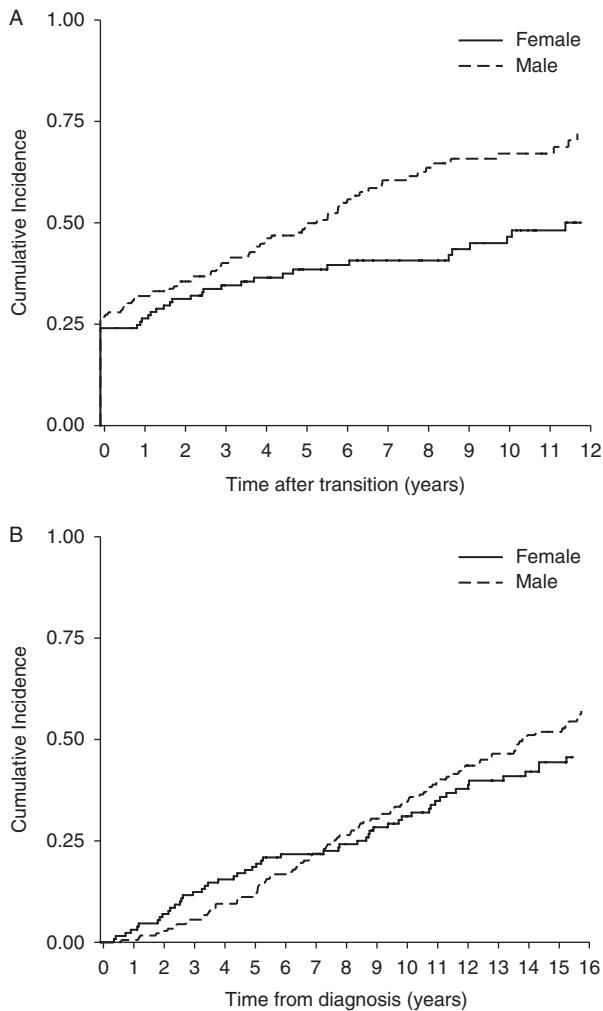 A
1.00
0.75
0.50
0.25
0.00
Cumulative Incidence
Female
Male
0 1 2 3 4 5 6 7 8 9 10 11 12
Time after transition (years)
B
1.00
0.75
0.50
0.25
0.00
Cumulative Incidence
Female
Male
0 1 2 3 4 5 6 7 8 9 10 11 12 13 14 15 16
Time from diagnosis (years)